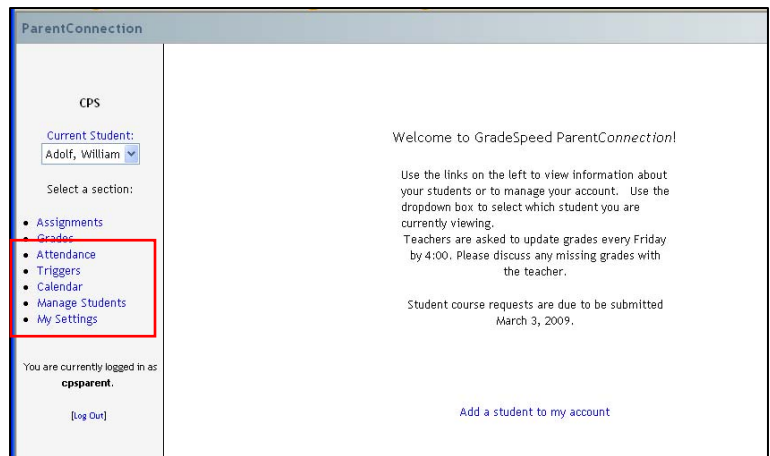 ParentConnection
CPS
Current Student:
Adolf, William
Select a section:
Assignments
Grades
Attendance
Triggers
Calendar
Manage Students
My Settings
You are currently logged in as
cpsparent.
[Log Out]
Welcome to GradeSpeed ParentConnection!
Use the links on the left to view information about
your students or to manage your account. Use the
dropdown box to select which student you are
currently viewing.
Teachers are asked to update grades every Friday
by 4:00. Please discuss any missing grades with
the teacher.
Student course requests are due to be submitted
March 3, 2009.
Add a student to my account